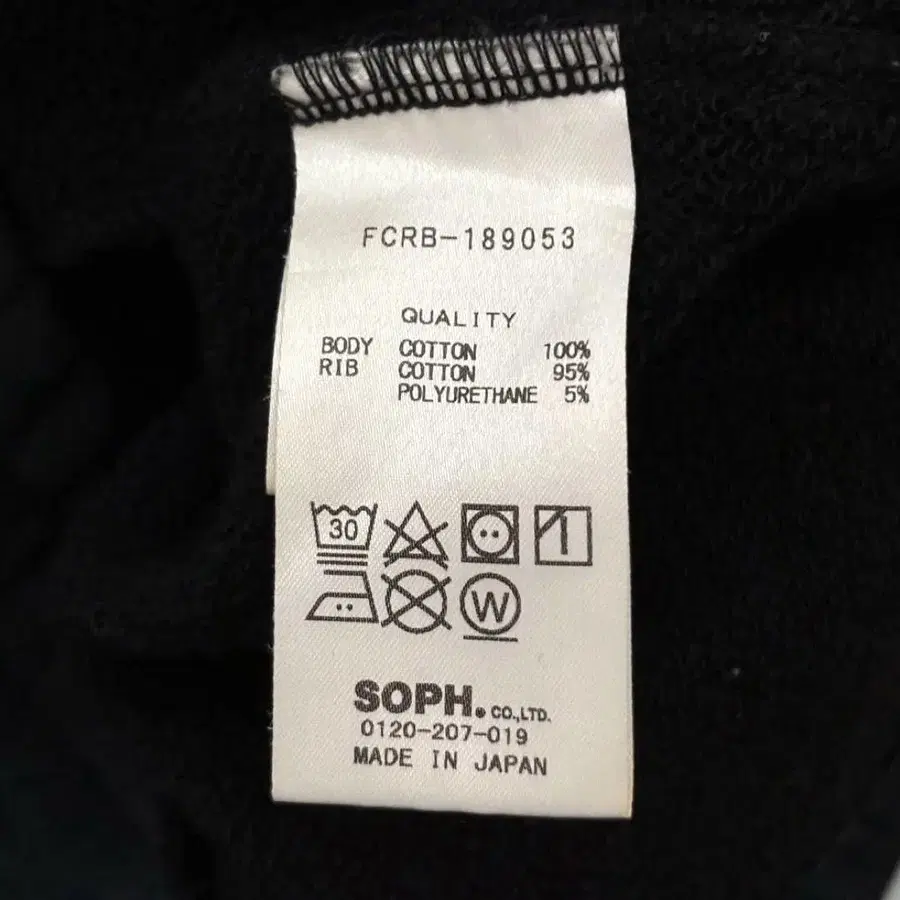 FCRB-189053
QUALITY
BODY COTTON 100%
RIB COTTON 95%
POLYURETHANE 5%
30
W
SOPH. CO.,LTD.
0120-207-019
MADE IN JAPAN